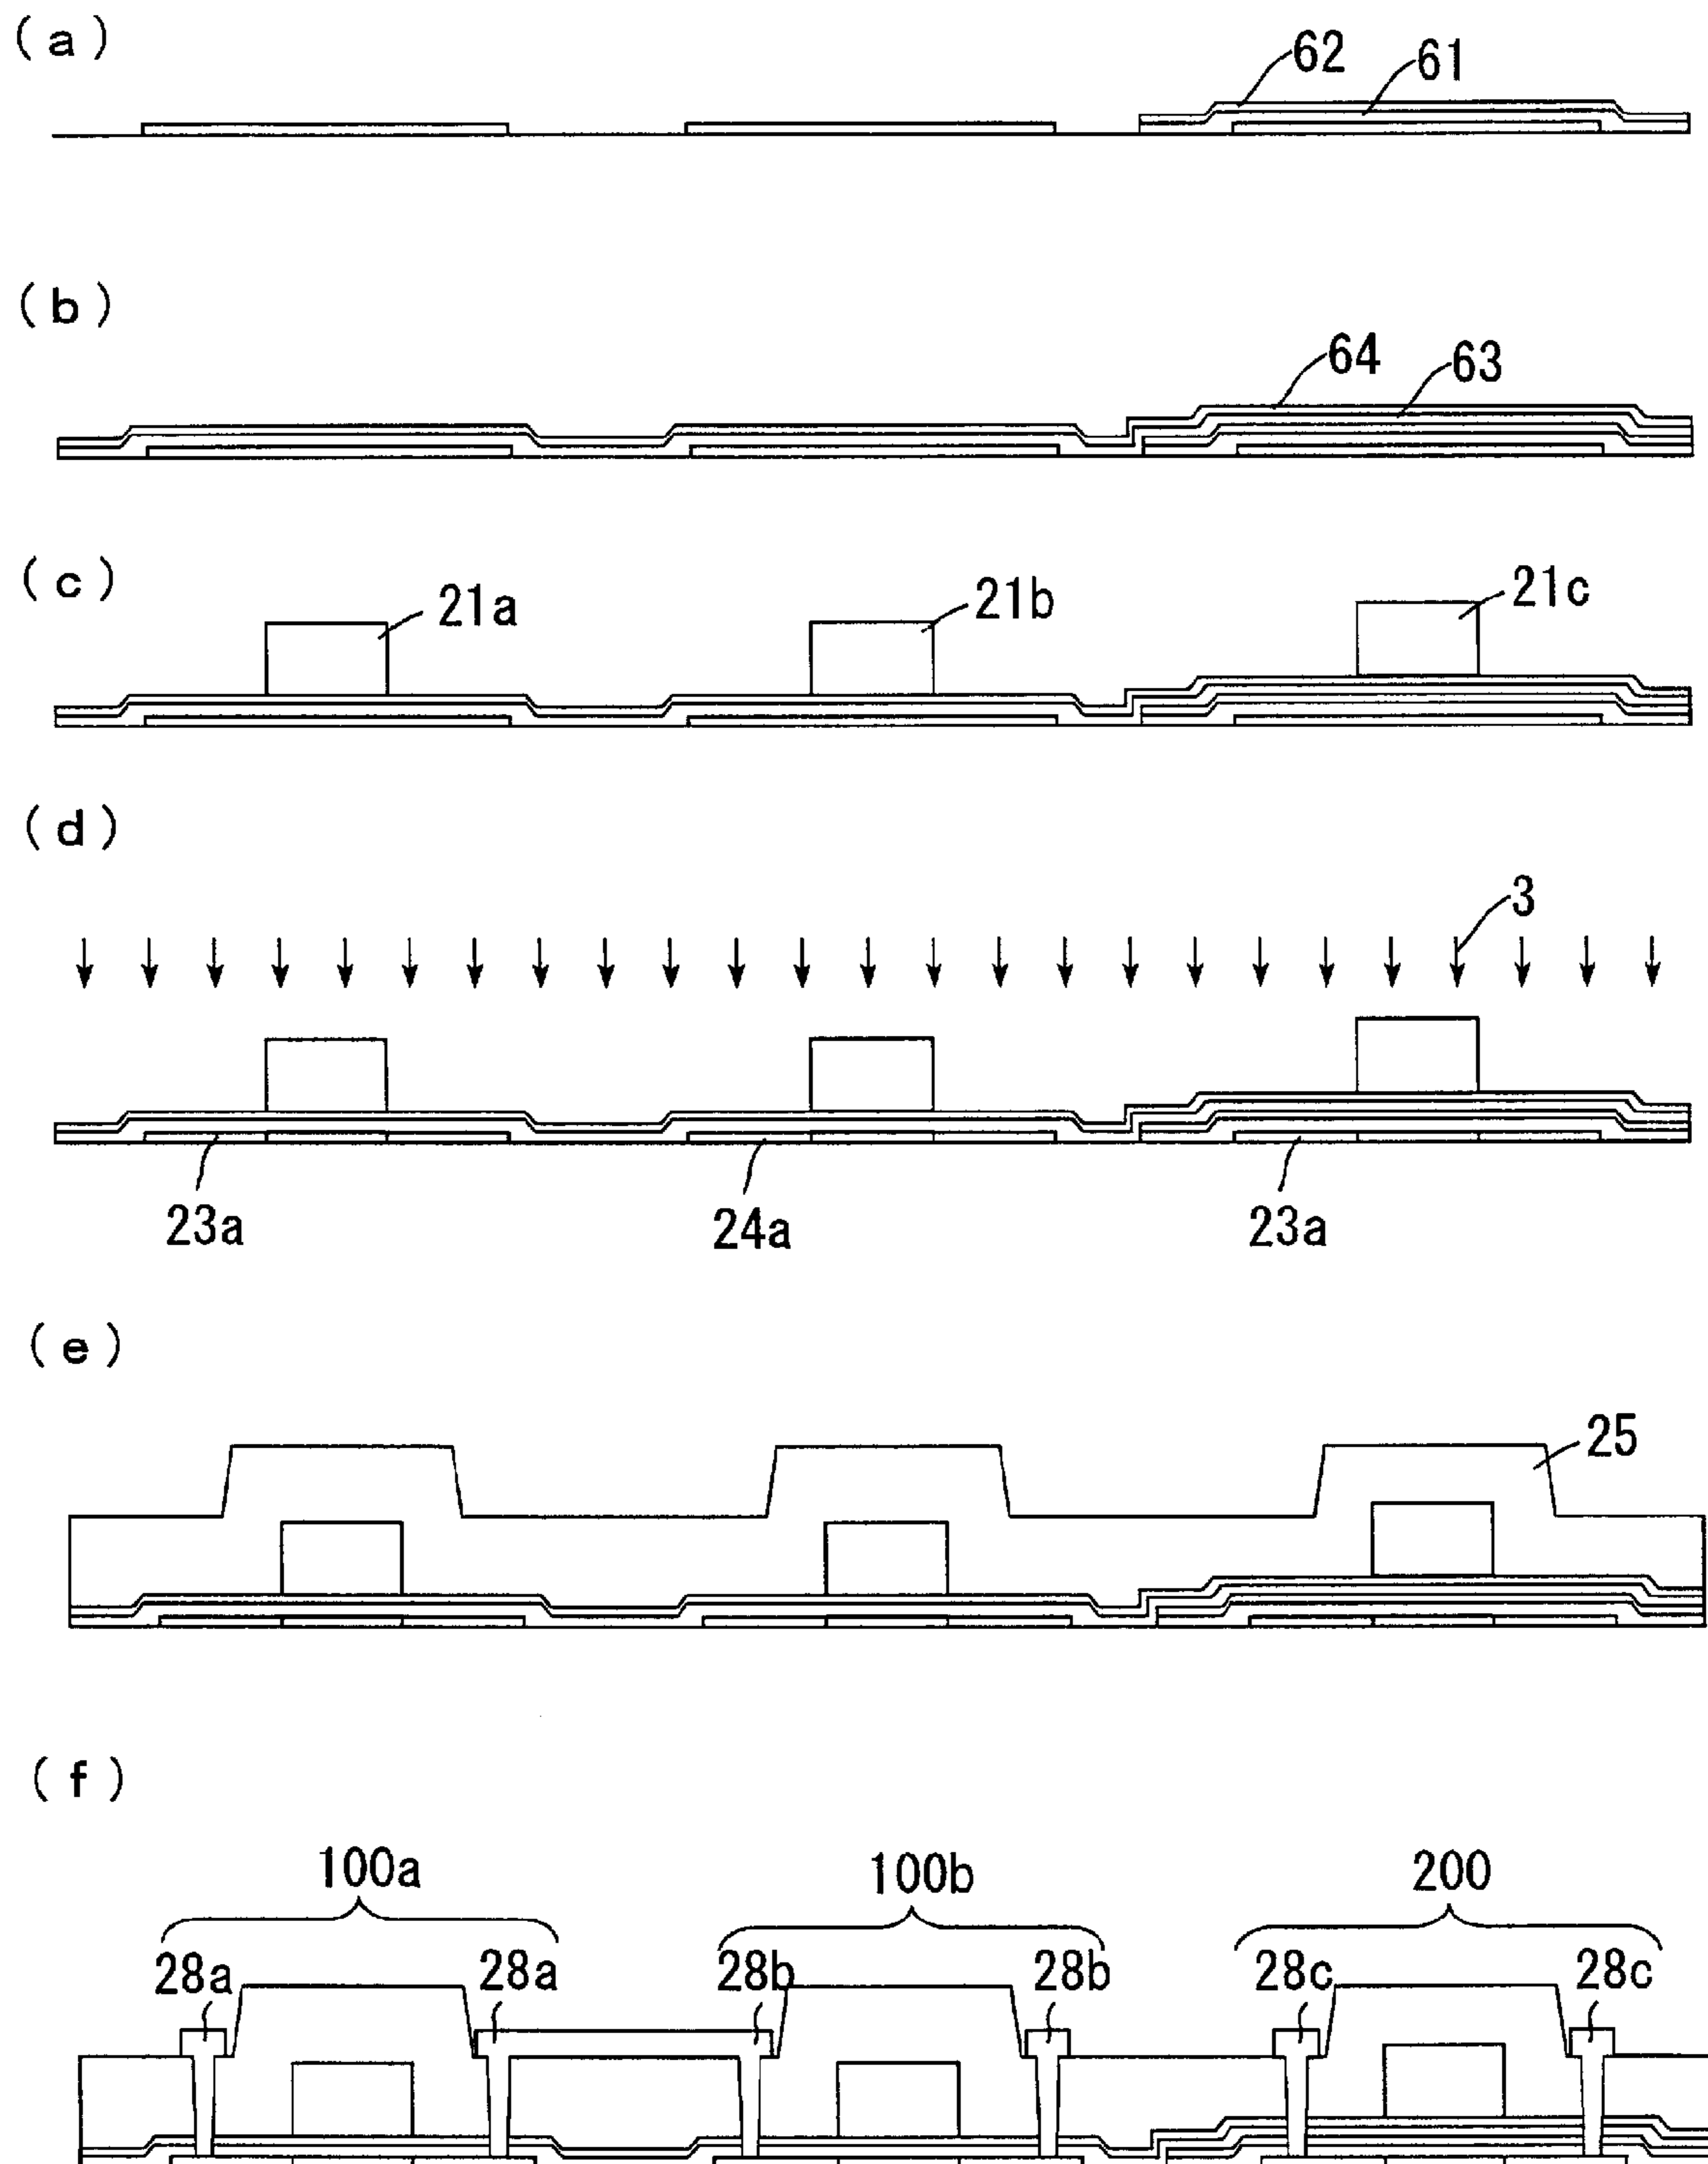 ( a )
62
61
( b )
64
63
( c )
21a
21b
21c
( d )
3
23a
24a
23a
( e )
25
( f )
100a
100b
200
28a
28a
28b
28b
28c
28c